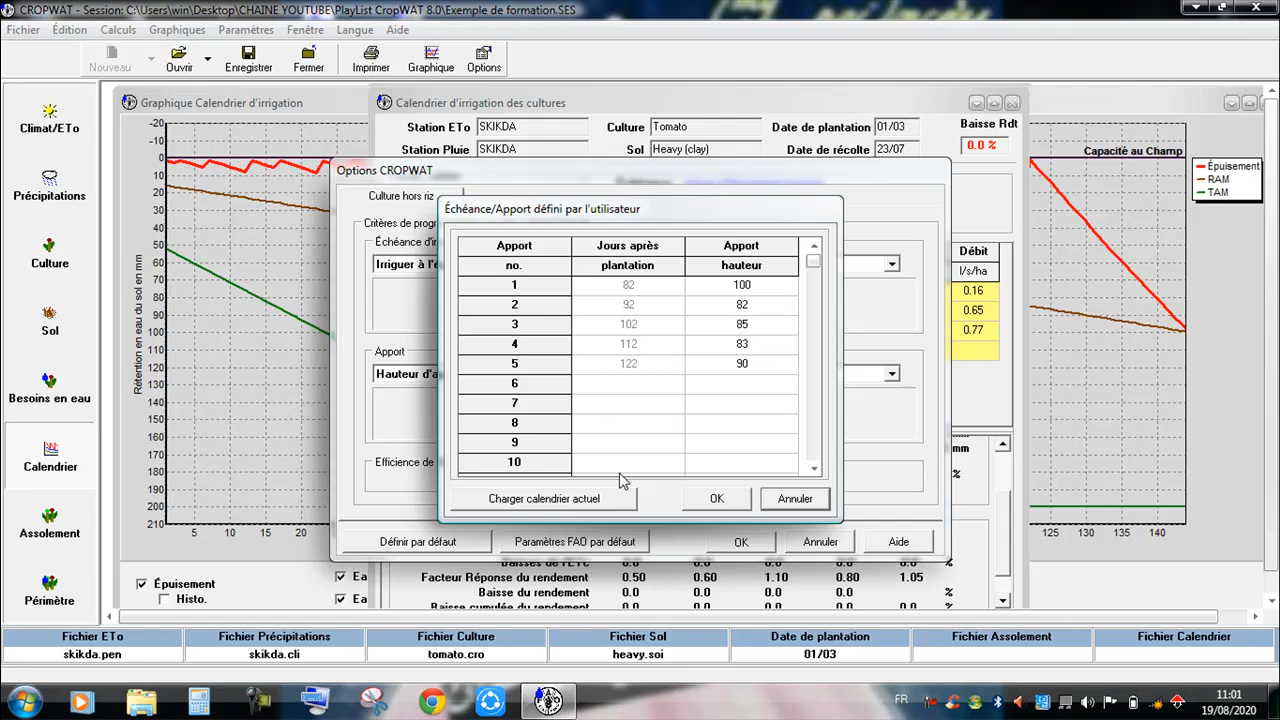 CROPWAT - Session: C:\Users\win\Desktop\CHAINE YOUTUBE\PlayList CropWAT 8.0\Exemple de formation.SES
Fichier Édition Calculs Graphiques Paramètres Fenêtre Langue Aide
Nouveau Ouvrir Enregistrer Fermer Imprimer Graphique Options
Climat/ETo
Précipitations
Culture
Sol
Besoins en eau
Calendrier
Assolement
Périmètre
Graphique Calendrier d'irrigation
Rétention en eau du sol en mm
-20
0
10
20
30
40
50
60
70
80
90
100
110
120
130
140
150
160
170
180
190
200
210
5 10 15 20
Épuisement
Histo.
Ea
Ea
Calendrier d'irrigation des cultures
Station ETo SKIKDA Culture Tomato Date de plantation 01/03 Baisse Rdt
Station Pluie SKIKDA Sol Heavy (clay) Date de récolte 23/07 0.0 %
Débit
l/s/ha
0.16
0.65
0.77
mm
%
Facteur Réponse du rendement 0.50 0.60 1.10 0.80 1.05
Baisse du rendement 0.0 0.0 0.0 0.0 0.0 %
Capacité au Champ
125 130 135 140
Épuisement
RAM
TAM
Options CROPWAT
Culture hors riz
Critères de prog
Échéance d'i
Irriguer à l'é
Apport
Hauteur d'a
Efficience de
Définir par défaut Paramètres FAO par défaut OK Annuler Aide
Échéance/Apport défini par l'utilisateur
Apport Jours après Apport
no. plantation hauteur
1 82 100
2 92 82
3 102 85
4 112 83
5 122 90
6
7
8
9
10
Charger calendrier actuel OK Annuler
Fichier ETo Fichier Précipitations Fichier Culture Fichier Sol Date de plantation Fichier Assolement Fichier Calendrier
skikda.pen skikda.cli tomato.cro heavy.soi 01/03
FR
11:01
19/08/2020